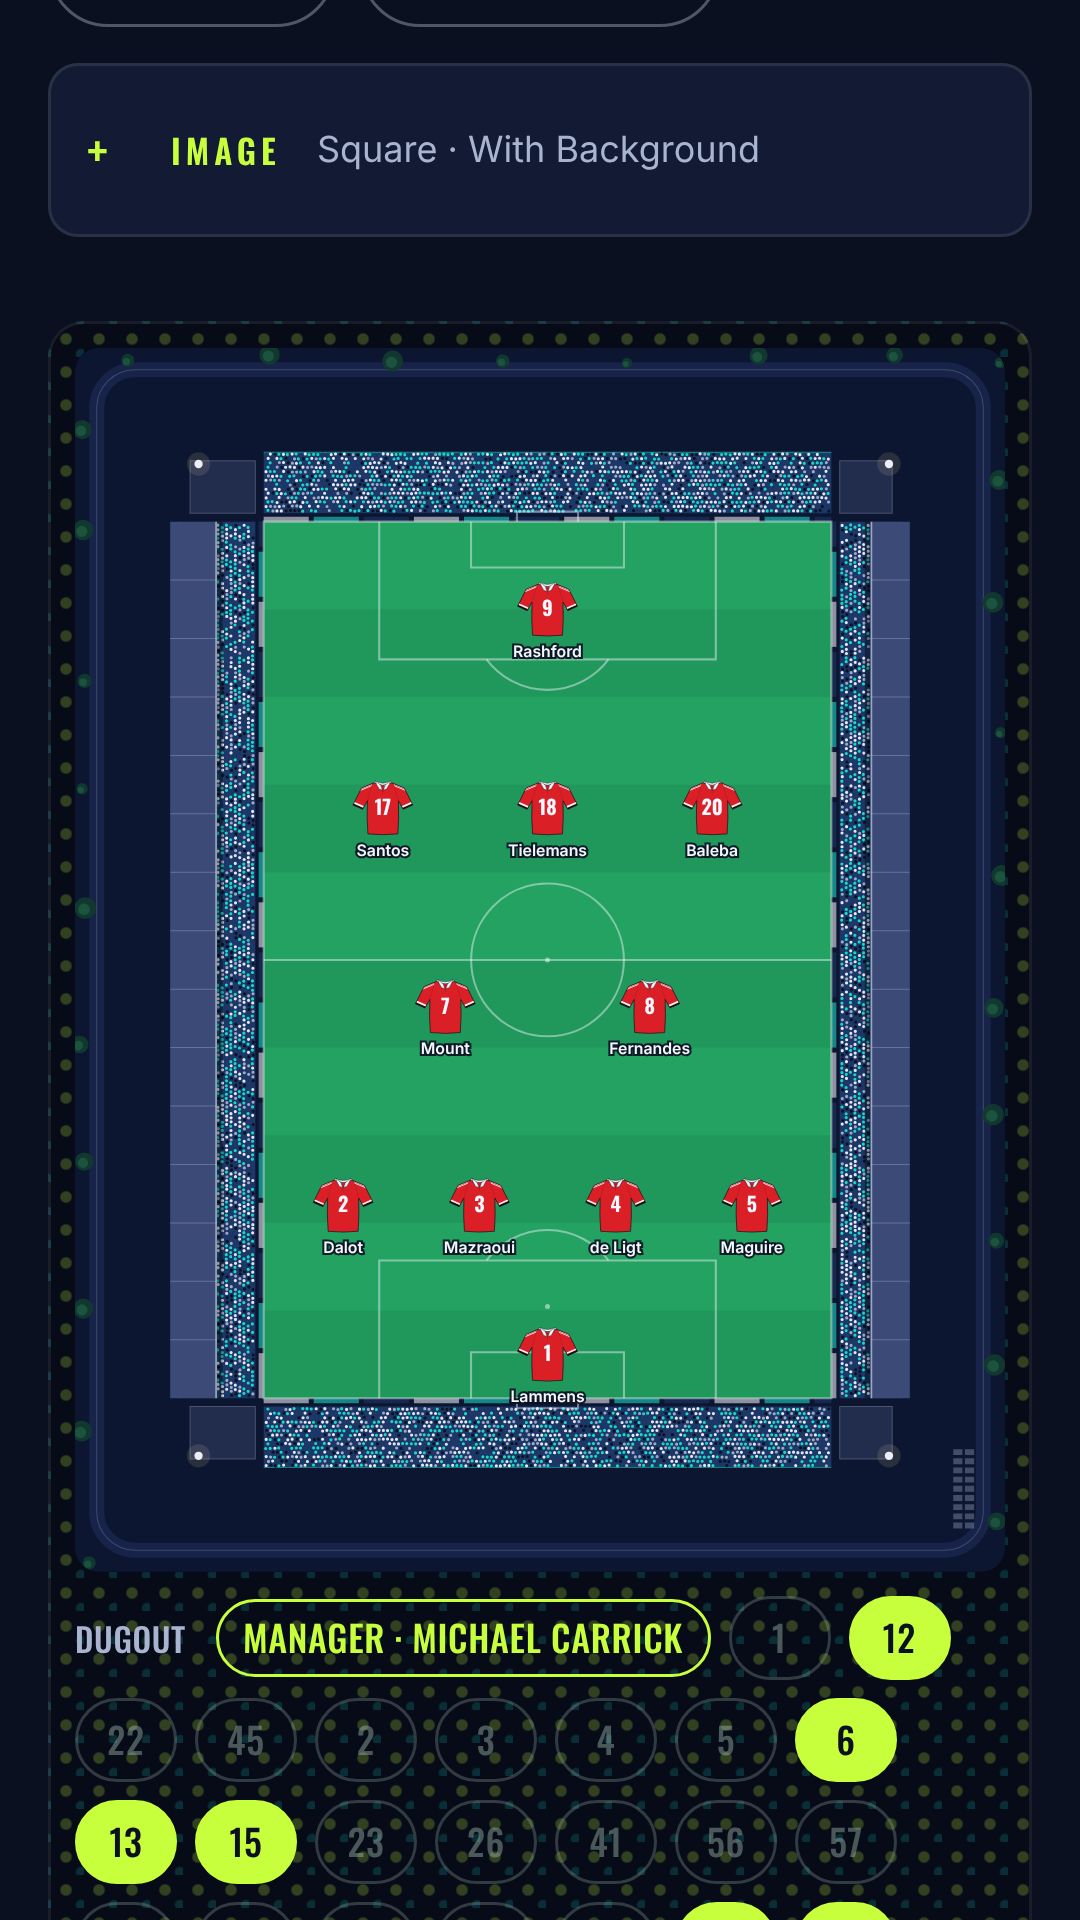 + IMAGE Square · With Background
9
Rashford
17 18 20
Santos Tielemans Baleba
7 8
Mount Fernandes
2 3 4 5
Dalot Mazraoui de Ligt Maguire
1
Lammens
DUGOUT MANAGER · MICHAEL CARRICK 1 12
22 45 2 3 4 5 6
13 15 23 26 41 56 57